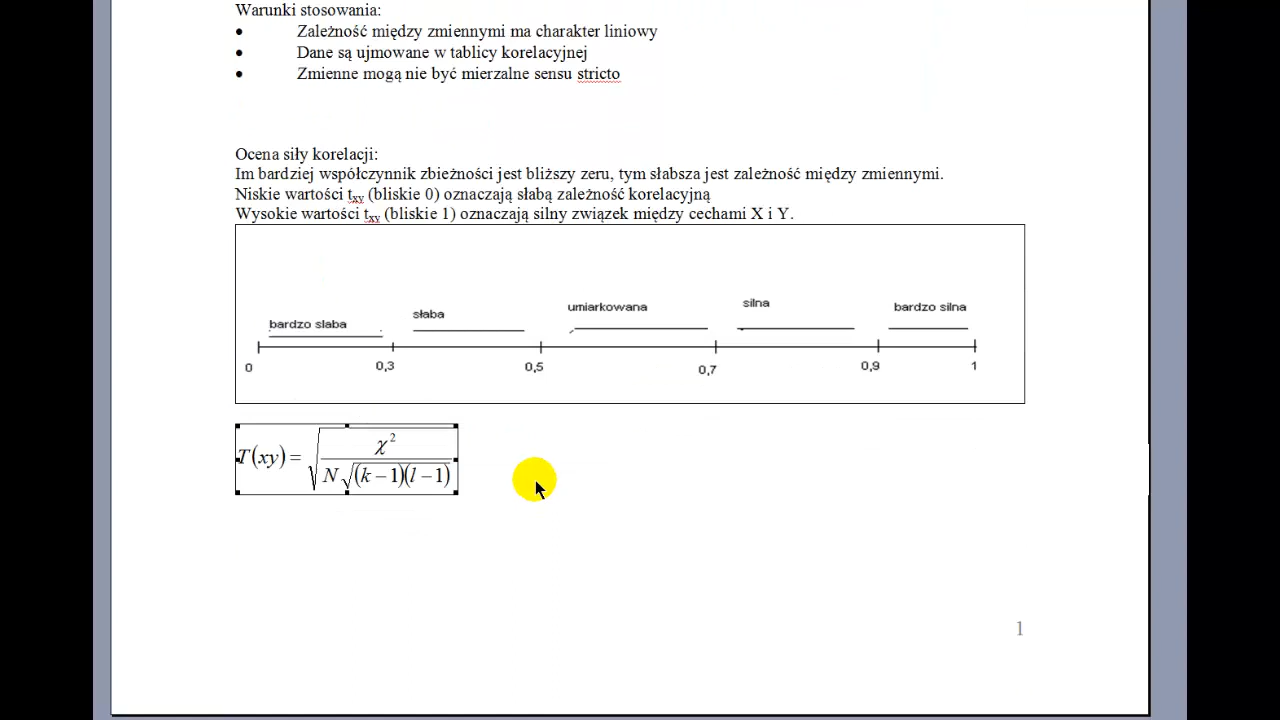 Warunki stosowania:
• Zależność między zmiennymi ma charakter liniowy
• Dane są ujmowane w tablicy korelacyjnej
• Zmienne mogą nie być mierzalne sensu stricto
Ocena siły korelacji:
Im bardziej współczynnik zbieżności jest bliższy zeru, tym słabsza jest zależność między zmiennymi.
Niskie wartości txy (bliskie 0) oznaczają słabą zależność korelacyjną
Wysokie wartości txy (bliskie 1) oznaczają silny związek między cechami X i Y.
bardzo slaba słaba umiarkowana silna bardzo silna
0 0,3 0,5 0,7 0,9 1
T(xy) = √(χ² / (N√((k−1)(l−1))))
1